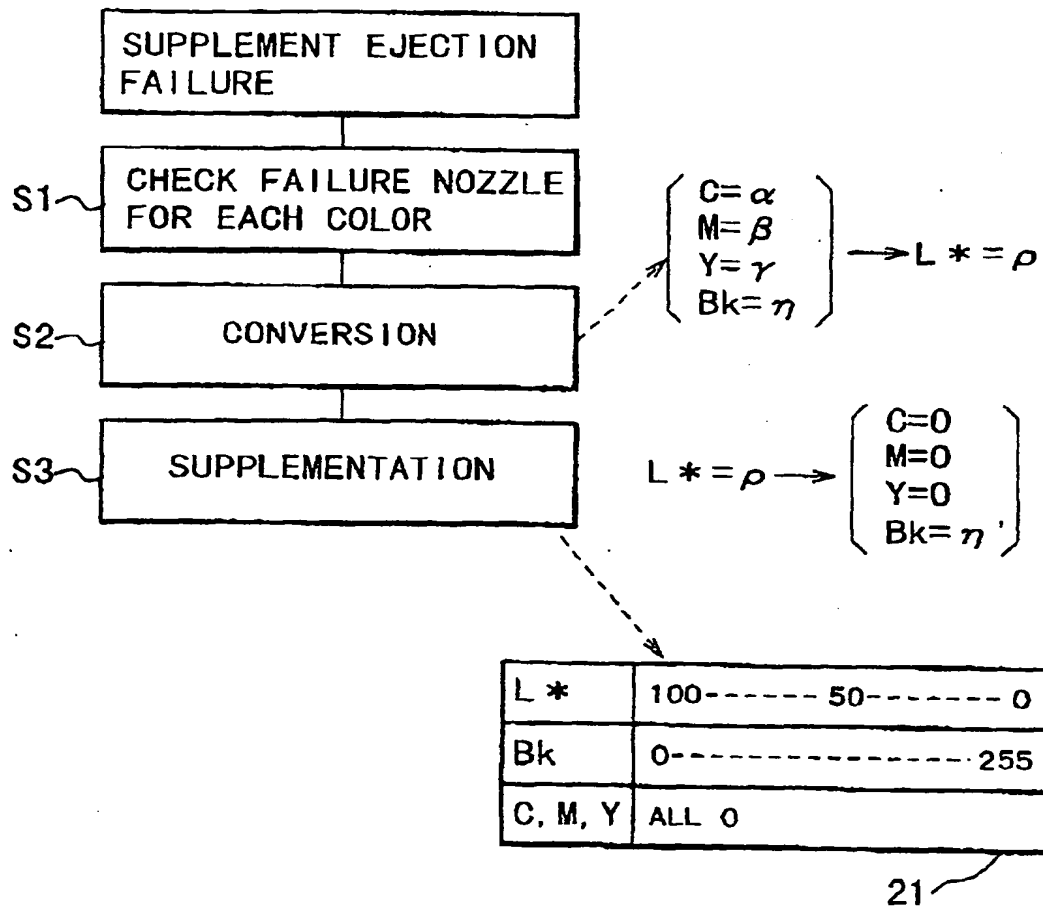 SUPPLEMENT EJECTION
FAILURE
S1
CHECK FAILURE NOZZLE
FOR EACH COLOR
S2
CONVERSION
C=α
M=β
Y=γ
Bk=η
L*=ρ
S3
SUPPLEMENTATION
L*=ρ
C=0
M=0
Y=0
Bk=η'
L* 100------50-------0
Bk 0-----------------255
C, M, Y ALL 0
21